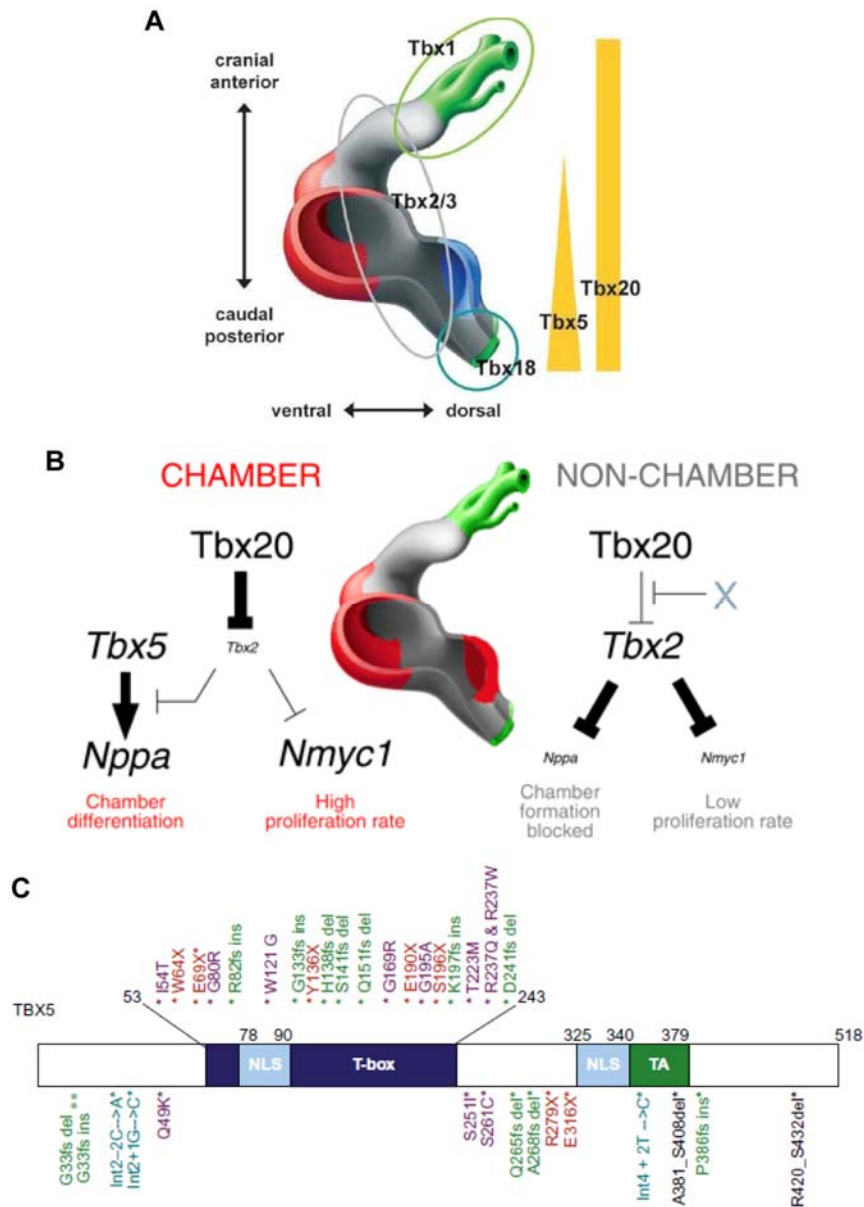 A
cranial
anterior
caudal
posterior
ventral
dorsal
Tbx1
Tbx2/3
Tbx18
Tbx5
Tbx20
B
CHAMBER
Tbx20
Tbx2
Tbx5
Nppa
Nmyc1
Chamber
differentiation
High
proliferation rate
NON-CHAMBER
Tbx20
X
Tbx2
Nppa
Nmyc1
Chamber
formation
blocked
Low
proliferation rate
C
TBX5
53
* I54T
* W64X
* E69X*
* G80R
* R82fs ins
* W121 G
* G133fs ins
* Y136X
* H138fs del
* S141fs del
* Q151fs del
* G169R
* E190X
* G195A
* S196X
* K197fs ins
* T223M
* R237Q & R237W
* D241fs del
243
78
90
325
340
379
518
NLS
T-box
NLS
TA
G33fs del *
G33fs ins *
Int2–2C-->A*
Int2+1G-->C*
Q49K*
S251I*
S261C*
Q265fs del*
A268fs del*
R279X*
E316X*
Int4 + 2T -->C*
A381_S408del*
P386fs ins*
R420_S432del*